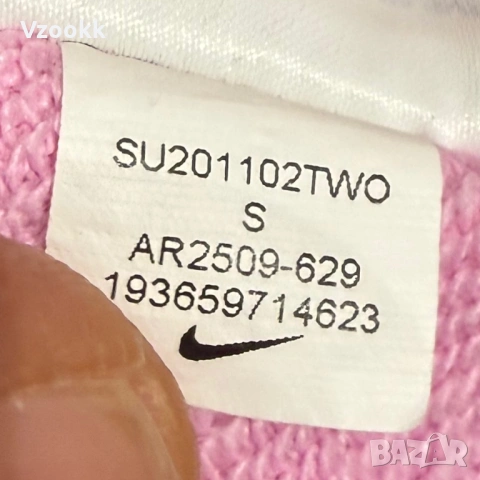 Vzookk
SU201102TWO
S
AR2509-629
193659714623
BAZAR